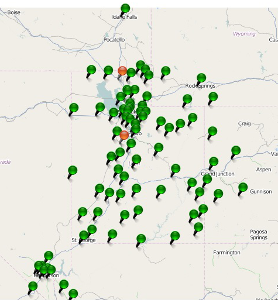 Boise
Idaho Falls
Pocatello
Wyoming
Rock Springs
Craig
Aspen
Grand Junction
Gunnison
Pagosa
Springs
St. George
Farmington